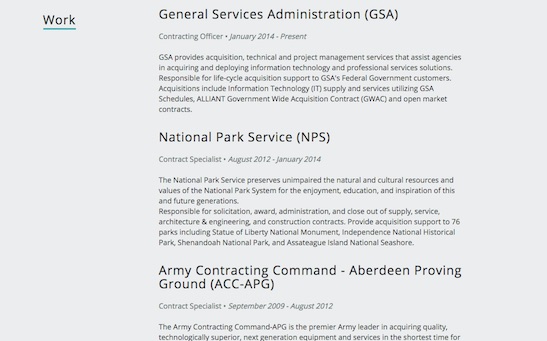 Work
General Services Administration (GSA)
Contracting Officer • January 2014 - Present
GSA provides acquisition, technical and project management services that assist agencies
in acquiring and deploying information technology and professional services solutions.
Responsible for life-cycle acquisition support to GSA's Federal Government customers.
Acquisitions include Information Technology (IT) supply and services utilizing GSA
Schedules, ALLIANT Government Wide Acquisition Contract (GWAC) and open market
contracts.
National Park Service (NPS)
Contract Specialist • August 2012 - January 2014
The National Park Service preserves unimpaired the natural and cultural resources and
values of the National Park System for the enjoyment, education, and inspiration of this
and future generations.
Responsible for solicitation, award, administration, and close out of supply, service,
architecture & engineering, and construction contracts. Provide acquisition support to 76
parks including Statue of Liberty National Monument, Independence National Historical
Park, Shenandoah National Park, and Assateague Island National Seashore.
Army Contracting Command - Aberdeen Proving
Ground (ACC-APG)
Contract Specialist • September 2009 - August 2012
The Army Contracting Command-APG is the premier Army leader in acquiring quality,
technologically superior, next generation equipment and services in the shortest time for